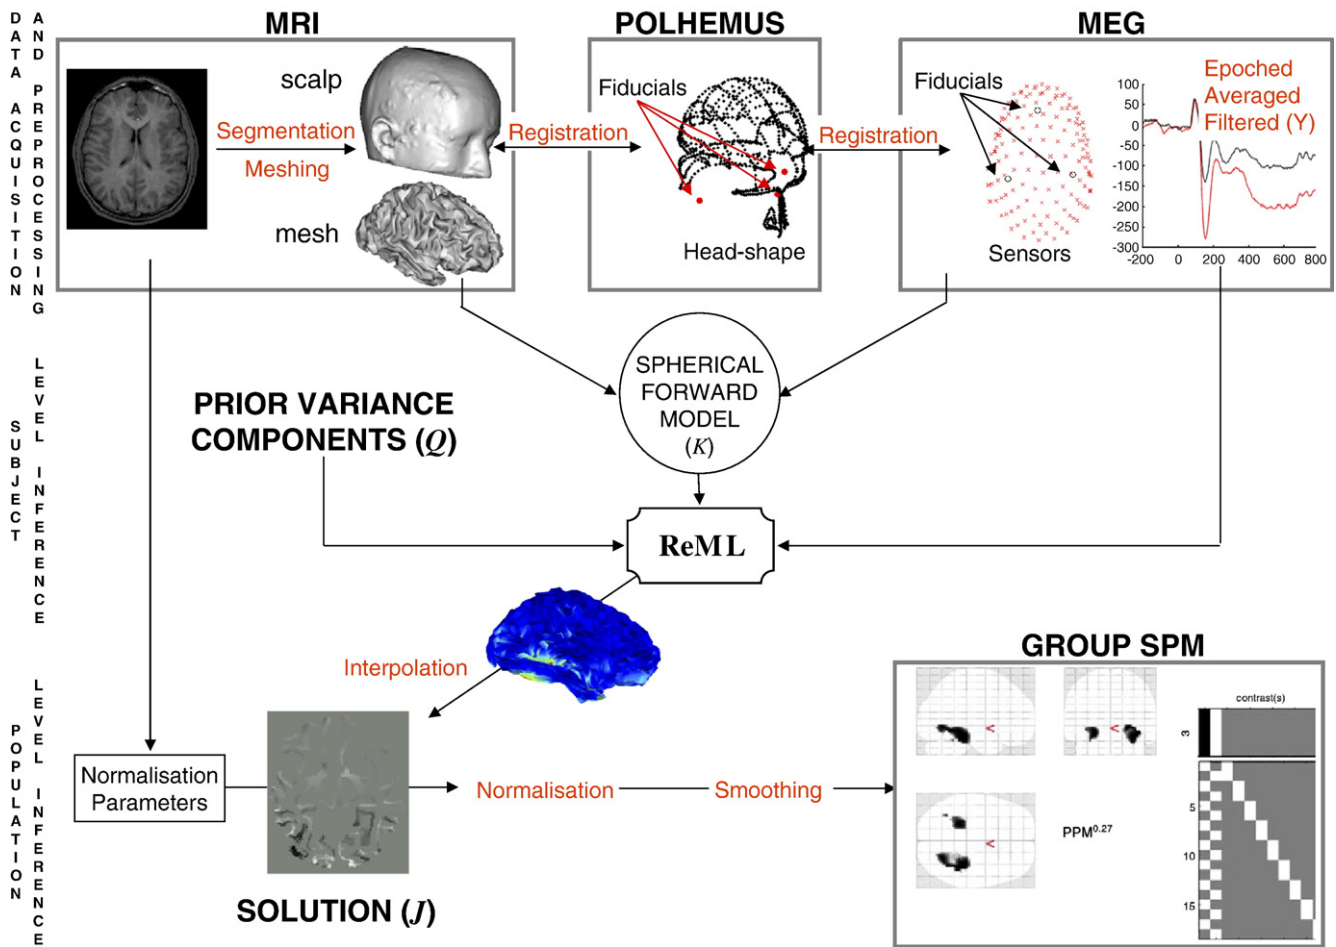 DATA ACQUISITION
AND PREPROCESSING
MRI
POLHEMUS
MEG
scalp
Segmentation
Meshing
mesh
Registration
Fiducials
Head-shape
Registration
Fiducials
Sensors
Epoched
Averaged
Filtered (Y)
100
50
0
-50
-100
-150
-200
-250
-300
-200
0
200
400
600
800
SUBJECT
LEVEL INFERENCE
SPHERICAL
FORWARD
MODEL
(K)
PRIOR VARIANCE
COMPONENTS (Q)
ReML
Interpolation
POPULATION
LEVEL INFERENCE
Normalisation
Parameters
SOLUTION (J)
Normalisation
Smoothing
GROUP SPM
<
<
<
PPM0.27
contrast(s)
3
5
10
15